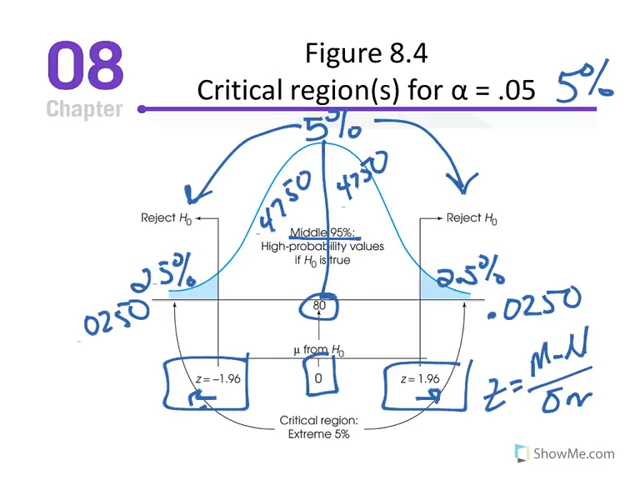 08
Chapter
Figure 8.4
Critical region(s) for α = .05
5%
5%
4750
4750
Reject H0
Reject H0
Middle 95%:
High-probability values
if H0 is true
2.5%
2.5%
0250
.0250
80
μ from H0
z = –1.96
0
z = 1.96
Critical region:
Extreme 5%
z = M-μ
σm
ShowMe.com